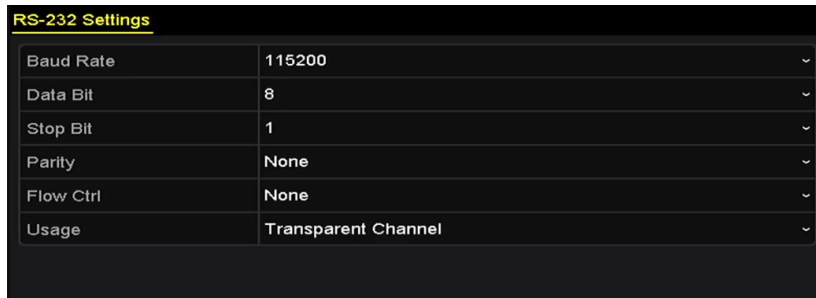 RS-232 Settings
Baud Rate 115200
Data Bit 8
Stop Bit 1
Parity None
Flow Ctrl None
Usage Transparent Channel